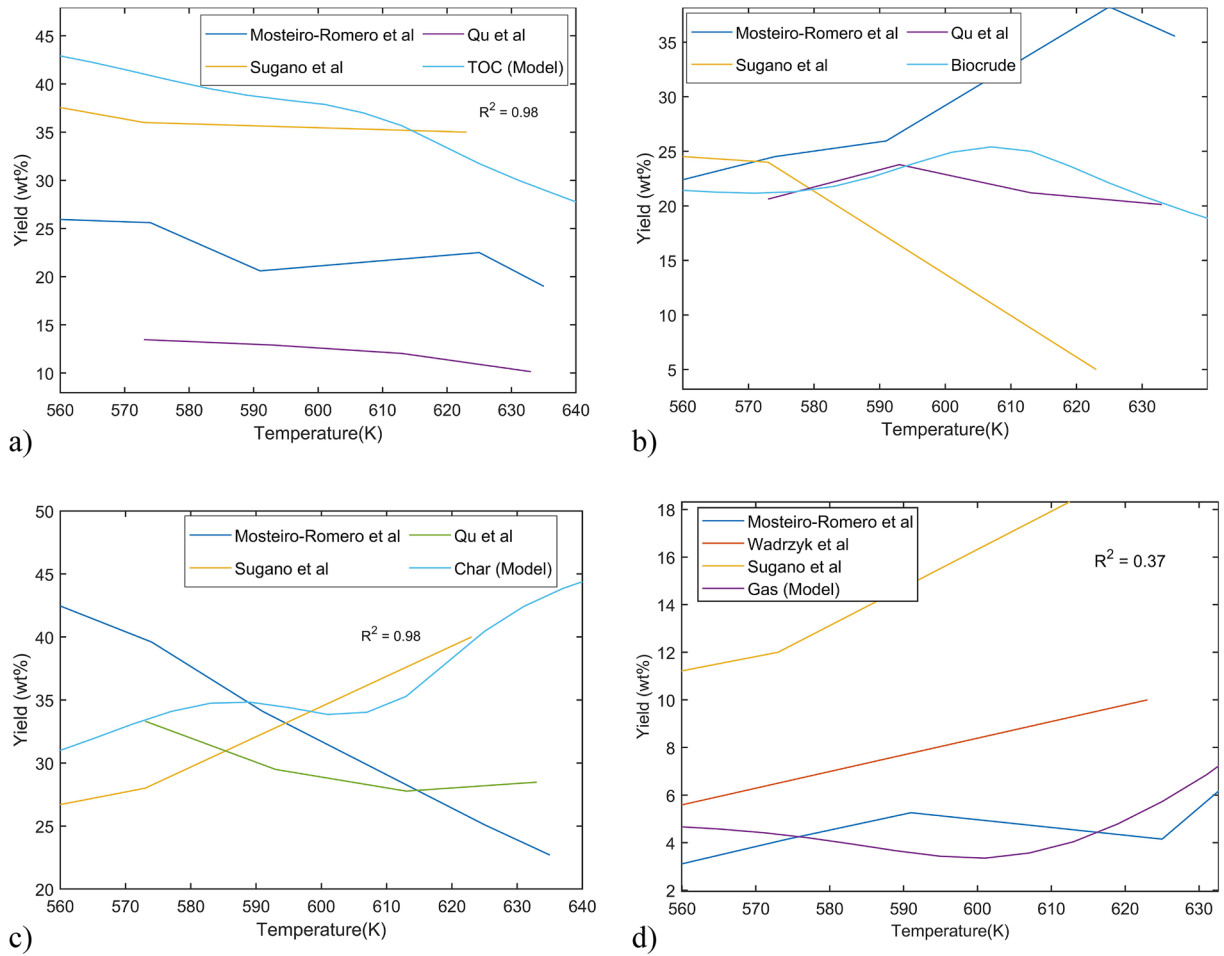 Mosteiro-Romero et al
Qu et al
Sugano et al
TOC (Model)
R2 = 0.98
45
40
35
30
25
20
15
10
Yield (wt%)
560 570 580 590 600 610 620 630 640
Temperature(K)
a)
Mosteiro-Romero et al
Qu et al
Sugano et al
Biocrude
35
30
25
20
15
10
5
Yield (wt%)
560 570 580 590 600 610 620 630
Temperature(K)
b)
Mosteiro-Romero et al
Qu et al
Sugano et al
Char (Model)
R2 = 0.98
50
45
40
35
30
25
20
Yield (wt%)
560 570 580 590 600 610 620 630 640
Temperature(K)
c)
Mosteiro-Romero et al
Wadrzyk et al
Sugano et al
Gas (Model)
R2 = 0.37
18
16
14
12
10
8
6
4
2
Yield (wt%)
560 570 580 590 600 610 620 630
Temperature(K)
d)